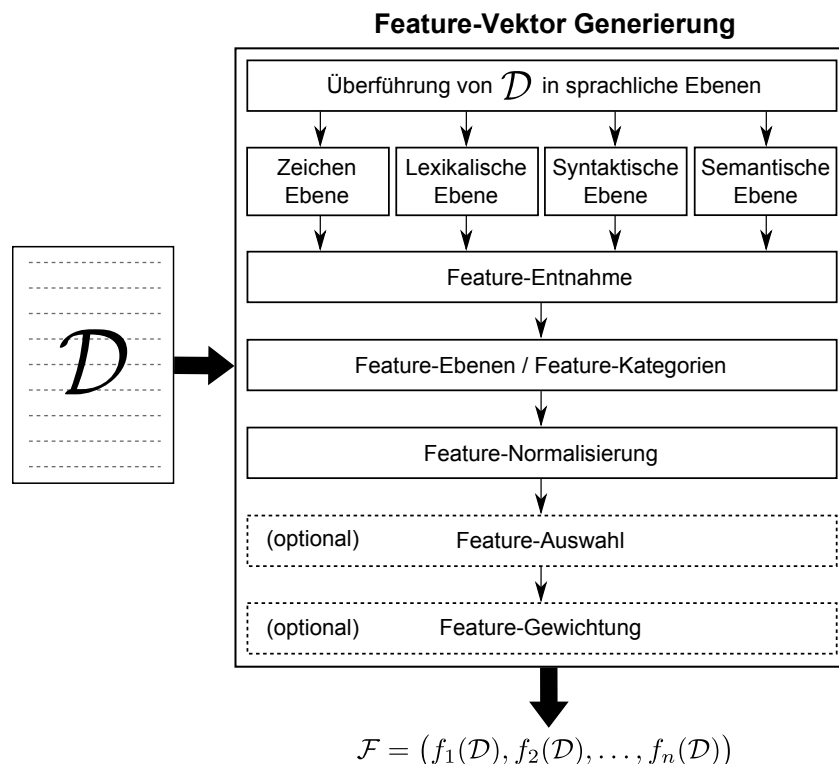 Feature-Vektor Generierung
Überführung von 𝒟 in sprachliche Ebenen
Zeichen
Ebene
Lexikalische
Ebene
Syntaktische
Ebene
Semantische
Ebene
Feature-Entnahme
𝒟
Feature-Ebenen / Feature-Kategorien
Feature-Normalisierung
(optional) Feature-Auswahl
(optional) Feature-Gewichtung
ℱ = (f₁(𝒟), f₂(𝒟), . . . , fₙ(𝒟))